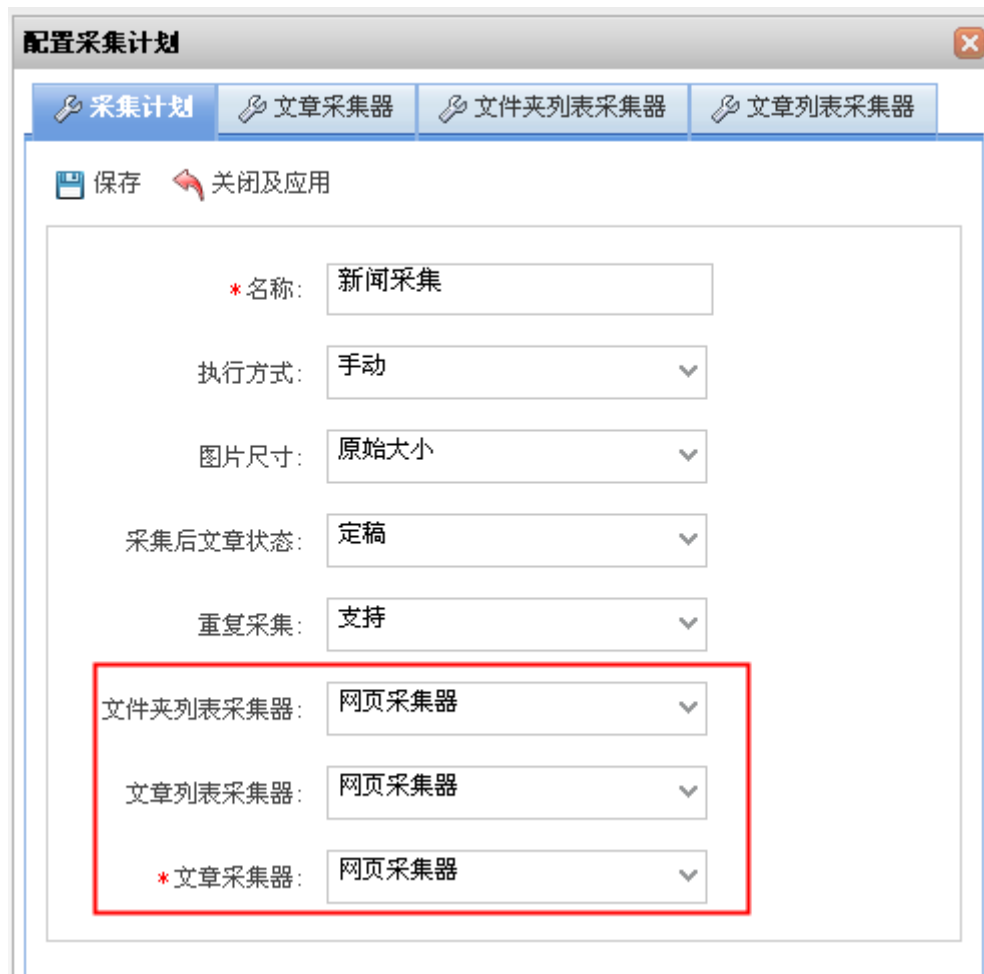 配置采集计划
采集计划 文章采集器 文件夹列表采集器 文章列表采集器
保存 关闭及应用
*名称: 新闻采集
执行方式: 手动
图片尺寸: 原始大小
采集后文章状态: 定稿
重复采集: 支持
文件夹列表采集器: 网页采集器
文章列表采集器: 网页采集器
*文章采集器: 网页采集器